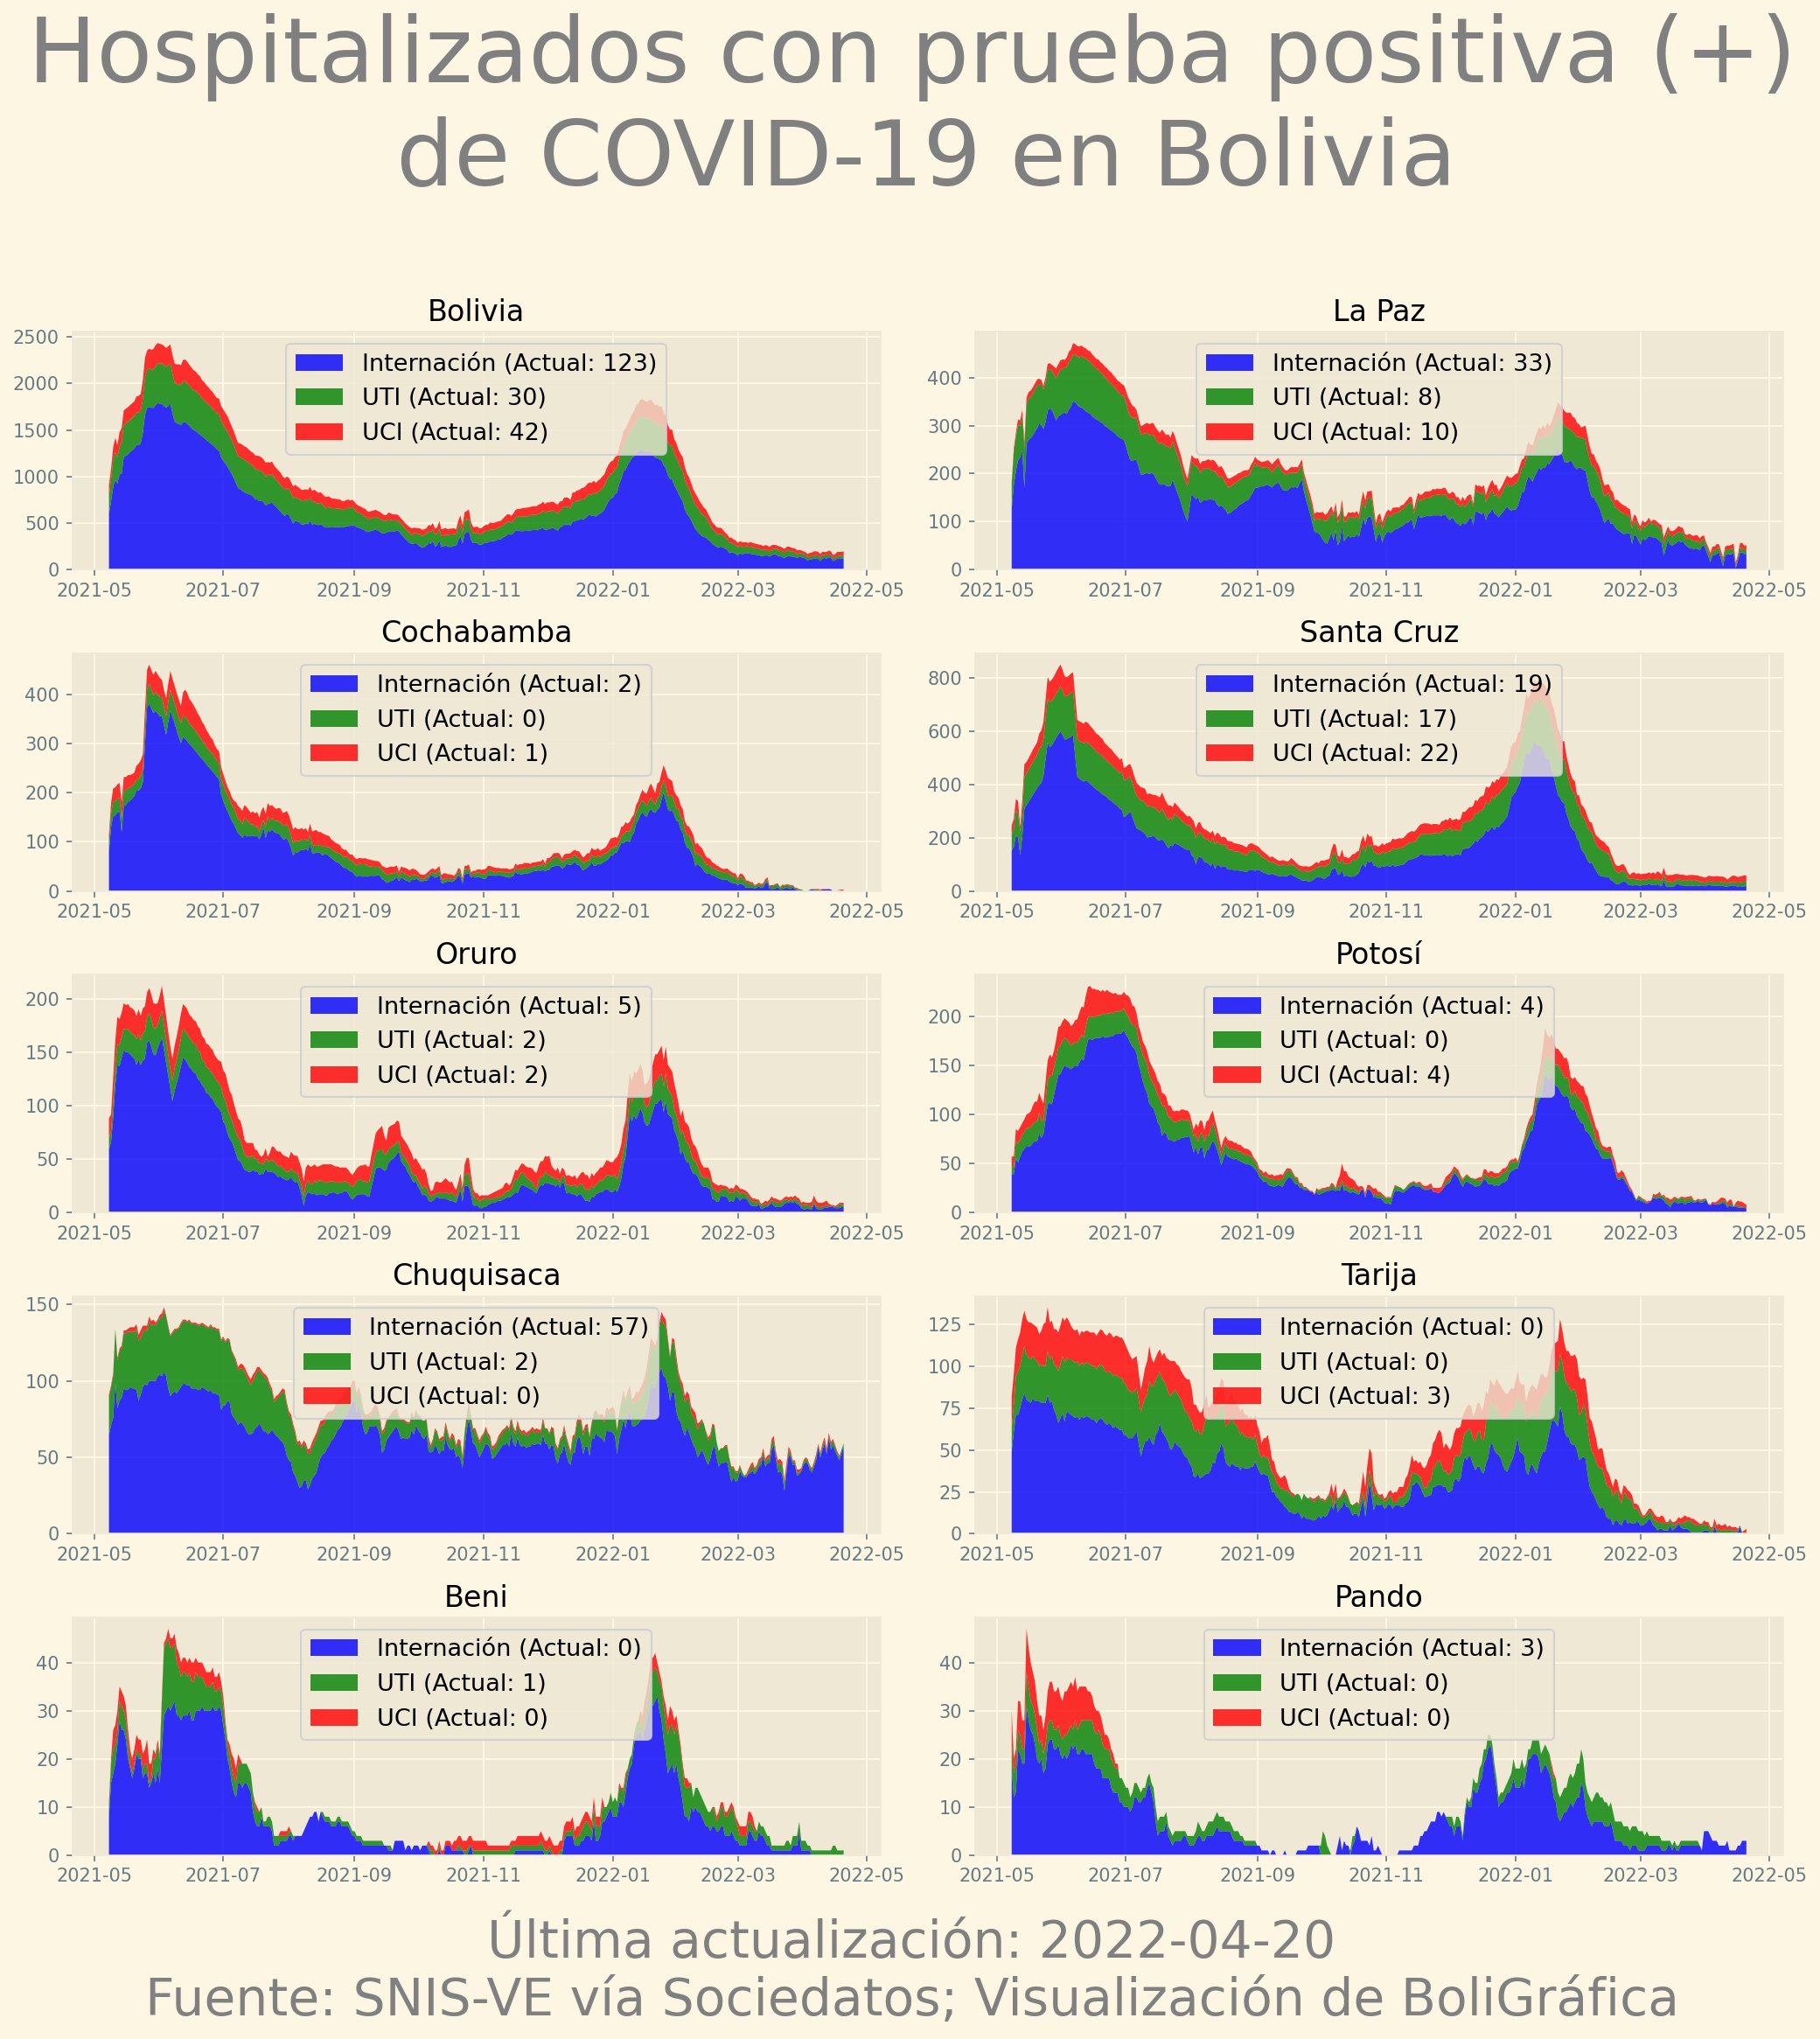 Hospitalizados con prueba positiva (+)
de COVID-19 en Bolivia
Bolivia
2500
2000
1500
1000
500
0
Internación (Actual: 123)
UTI (Actual: 30)
UCI (Actual: 42)
2021-05 2021-07 2021-09 2021-11 2022-01 2022-03 2022-05
La Paz
400
300
200
100
0
Internación (Actual: 33)
UTI (Actual: 8)
UCI (Actual: 10)
2021-05 2021-07 2021-09 2021-11 2022-01 2022-03 2022-05
Cochabamba
400
300
200
100
0
Internación (Actual: 2)
UTI (Actual: 0)
UCI (Actual: 1)
2021-05 2021-07 2021-09 2021-11 2022-01 2022-03 2022-05
Santa Cruz
800
600
400
200
0
Internación (Actual: 19)
UTI (Actual: 17)
UCI (Actual: 22)
2021-05 2021-07 2021-09 2021-11 2022-01 2022-03 2022-05
Oruro
200
150
100
50
0
Internación (Actual: 5)
UTI (Actual: 2)
UCI (Actual: 2)
2021-05 2021-07 2021-09 2021-11 2022-01 2022-03 2022-05
Potosí
200
150
100
50
0
Internación (Actual: 4)
UTI (Actual: 0)
UCI (Actual: 4)
2021-05 2021-07 2021-09 2021-11 2022-01 2022-03 2022-05
Chuquisaca
150
100
50
0
Internación (Actual: 57)
UTI (Actual: 2)
UCI (Actual: 0)
2021-05 2021-07 2021-09 2021-11 2022-01 2022-03 2022-05
Tarija
125
100
75
50
25
0
Internación (Actual: 0)
UTI (Actual: 0)
UCI (Actual: 3)
2021-05 2021-07 2021-09 2021-11 2022-01 2022-03 2022-05
Beni
40
30
20
10
0
Internación (Actual: 0)
UTI (Actual: 1)
UCI (Actual: 0)
2021-05 2021-07 2021-09 2021-11 2022-01 2022-03 2022-05
Pando
40
30
20
10
0
Internación (Actual: 3)
UTI (Actual: 0)
UCI (Actual: 0)
2021-05 2021-07 2021-09 2021-11 2022-01 2022-03 2022-05
Última actualización: 2022-04-20
Fuente: SNIS-VE vía Sociedatos; Visualización de BoliGráfica